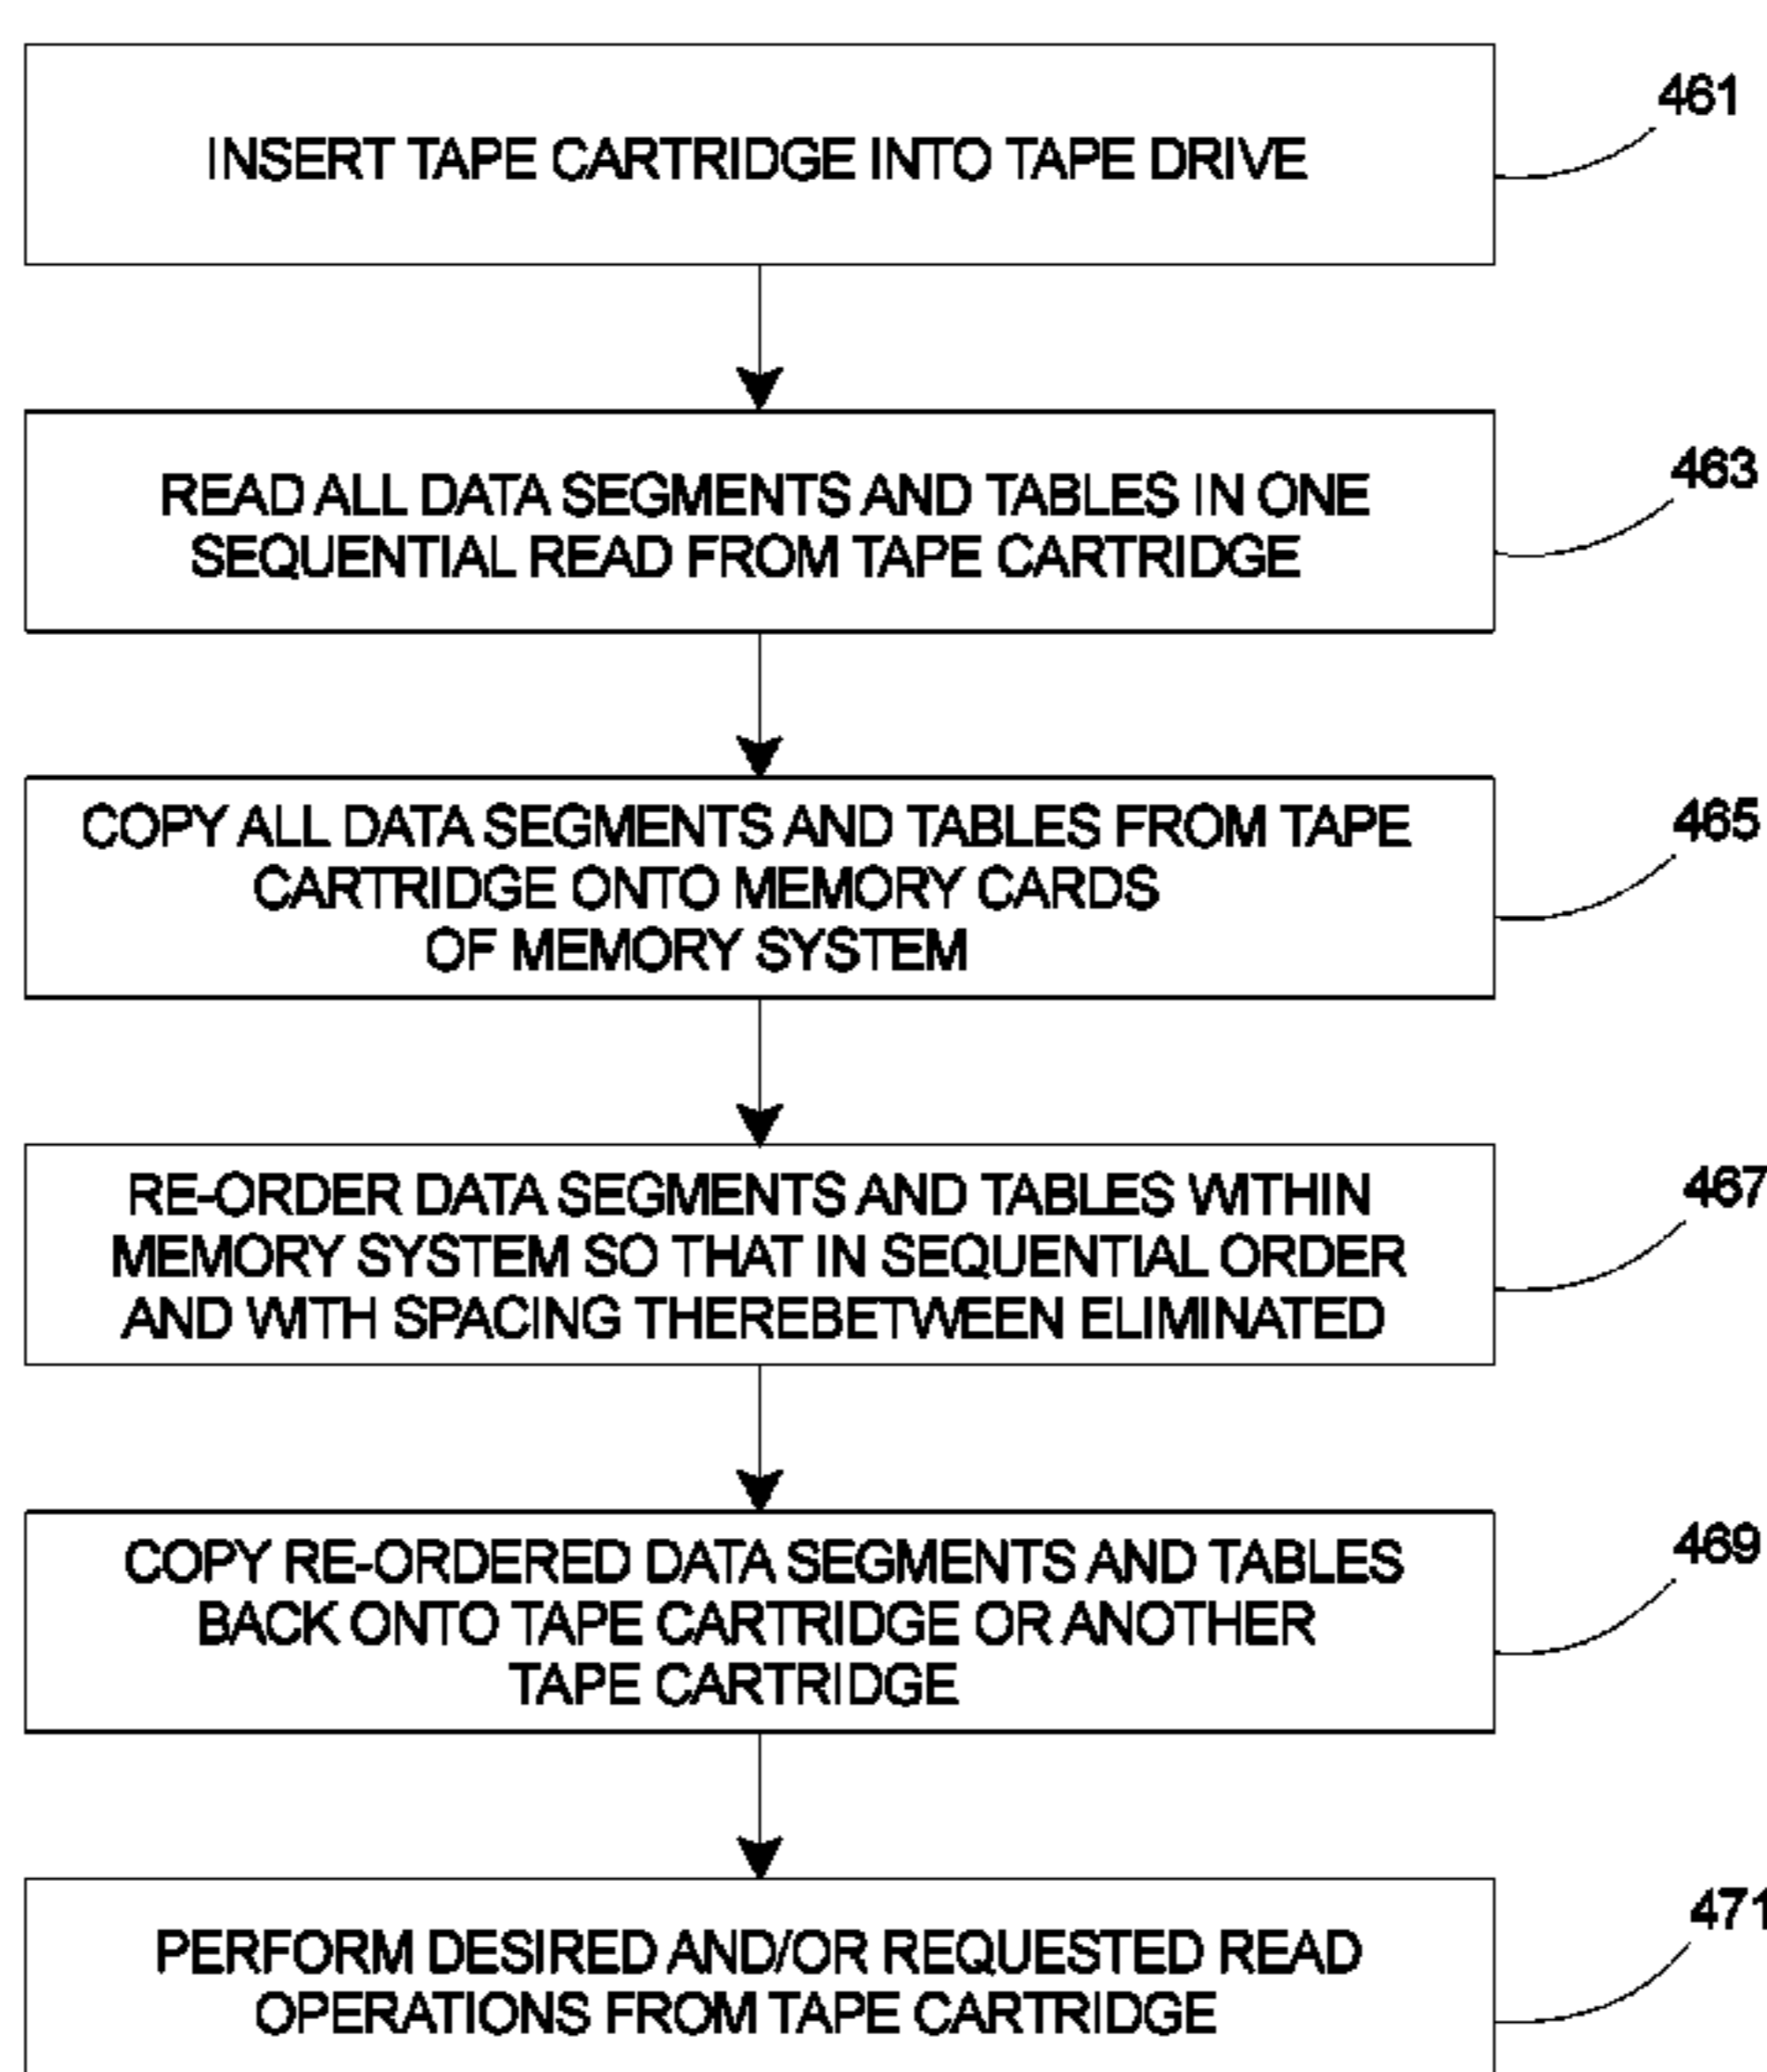 INSERT TAPE CARTRIDGE INTO TAPE DRIVE
461
READ ALL DATA SEGMENTS AND TABLES IN ONE
SEQUENTIAL READ FROM TAPE CARTRIDGE
463
COPY ALL DATA SEGMENTS AND TABLES FROM TAPE
CARTRIDGE ONTO MEMORY CARDS
OF MEMORY SYSTEM
465
RE-ORDER DATA SEGMENTS AND TABLES WITHIN
MEMORY SYSTEM SO THAT IN SEQUENTIAL ORDER
AND WITH SPACING THEREBETWEEN ELIMINATED
467
COPY RE-ORDERED DATA SEGMENTS AND TABLES
BACK ONTO TAPE CARTRIDGE OR ANOTHER
TAPE CARTRIDGE
469
PERFORM DESIRED AND/OR REQUESTED READ
OPERATIONS FROM TAPE CARTRIDGE
471